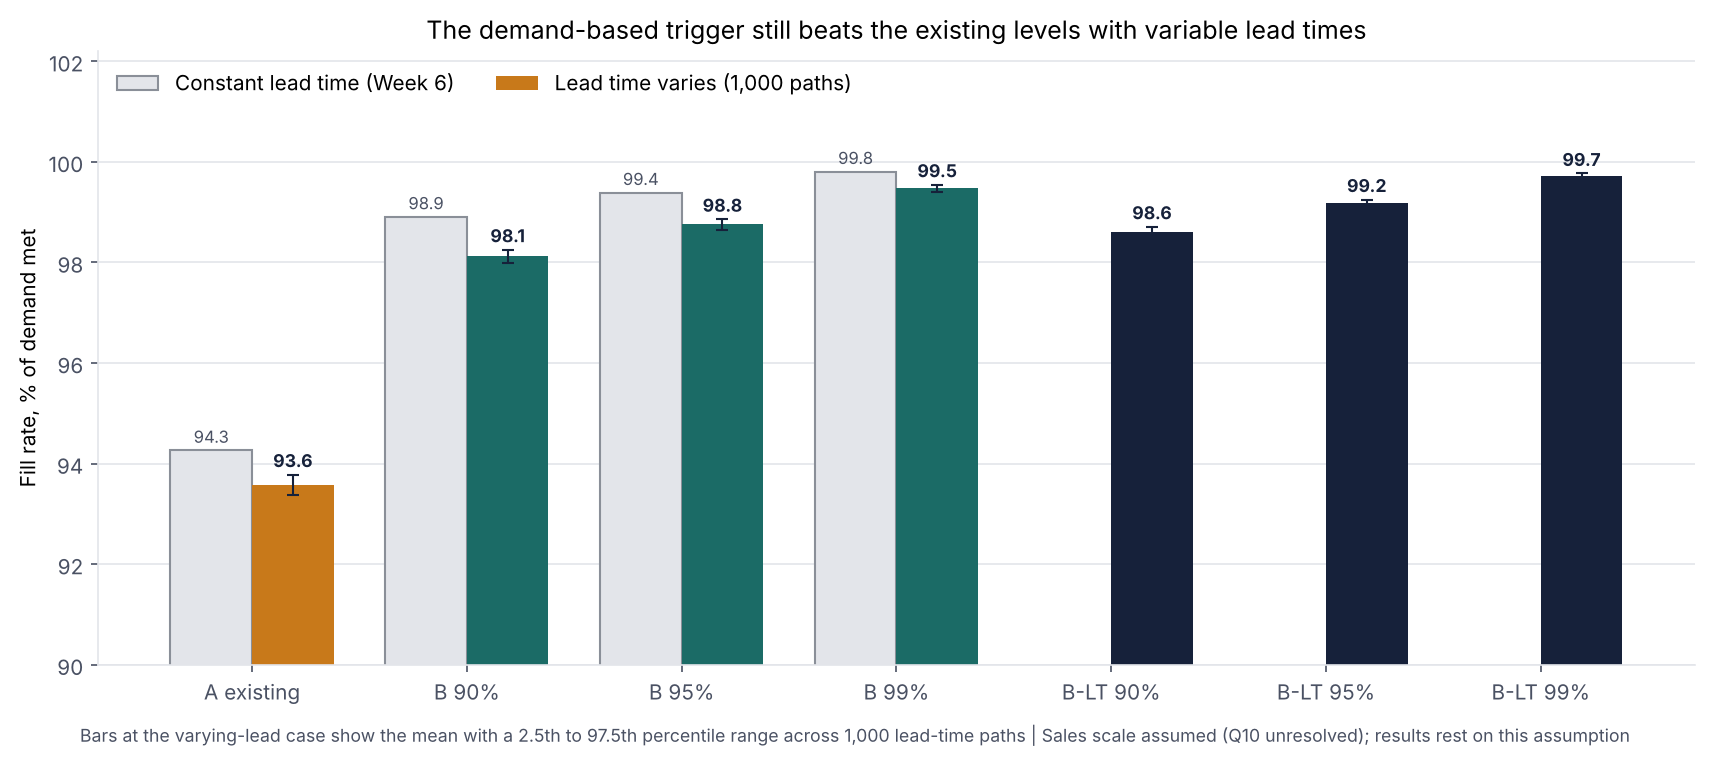 The demand-based trigger still beats the existing levels with variable lead times
Constant lead time (Week 6)
Lead time varies (1,000 paths)
Fill rate, % of demand met
102
100
98
96
94
92
90
94.3
93.6
98.9
98.1
99.4
98.8
99.8
99.5
98.6
99.2
99.7
A existing
B 90%
B 95%
B 99%
B-LT 90%
B-LT 95%
B-LT 99%
Bars at the varying-lead case show the mean with a 2.5th to 97.5th percentile range across 1,000 lead-time paths | Sales scale assumed (Q10 unresolved); results rest on this assumption